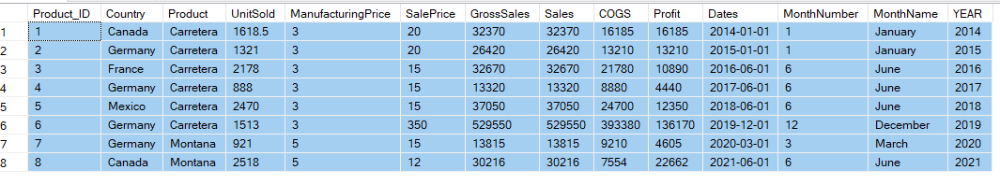 Product_ID Country Product UnitSold ManufacturingPrice SalePrice GrossSales Sales COGS Profit Dates MonthNumber MonthName YEAR
1 1 Canada Carretera 1618.5 3 20 32370 32370 16185 16185 2014-01-01 1 January 2014
2 2 Germany Carretera 1321 3 20 26420 26420 13210 13210 2015-01-01 1 January 2015
3 3 France Carretera 2178 3 15 32670 32670 21780 10890 2016-06-01 6 June 2016
4 4 Germany Carretera 888 3 15 13320 13320 8880 4440 2017-06-01 6 June 2017
5 5 Mexico Carretera 2470 3 15 37050 37050 24700 12350 2018-06-01 6 June 2018
6 6 Germany Carretera 1513 3 350 529550 529550 393380 136170 2019-12-01 12 December 2019
7 7 Germany Montana 921 5 15 13815 13815 9210 4605 2020-03-01 3 March 2020
8 8 Canada Montana 2518 5 12 30216 30216 7554 22662 2021-06-01 6 June 2021